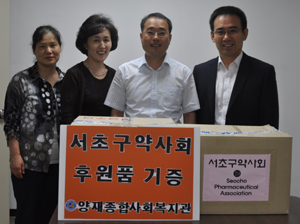 서초구약사회
후원품 기증
양재종합사회복지관
서초구약사회
Seocho
Pharmaceutical
Association